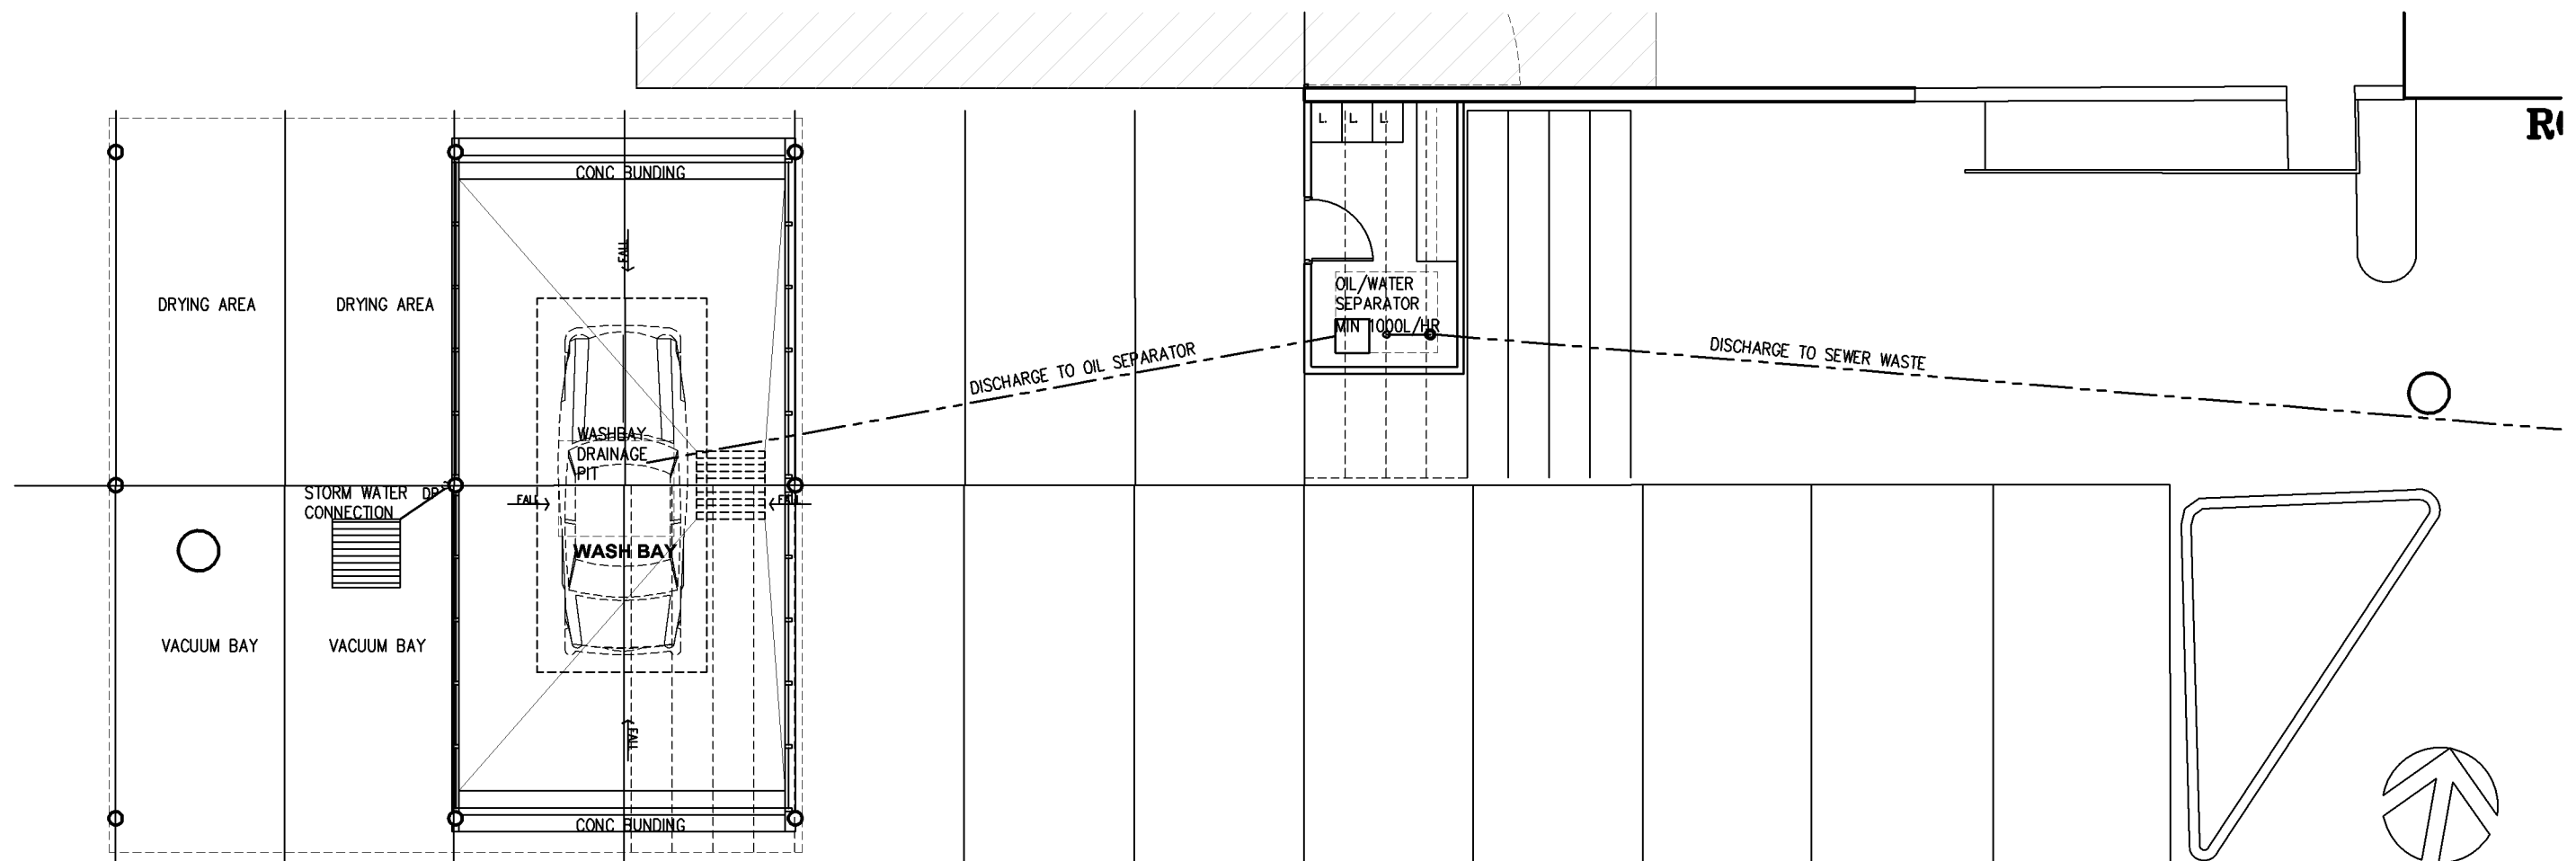 R
L. L. L.
CONC BUNDING
FALL
OIL/WATER
SEPARATOR
MIN 1000L/HR
DRYING AREA
DRYING AREA
DISCHARGE TO OIL SEPARATOR
DISCHARGE TO SEWER WASTE
WASHBAY
DRAINAGE
PIT
STORM WATER DP
CONNECTION
FALL
FALL
WASH BAY
VACUUM BAY
VACUUM BAY
FALL
CONC BUNDING